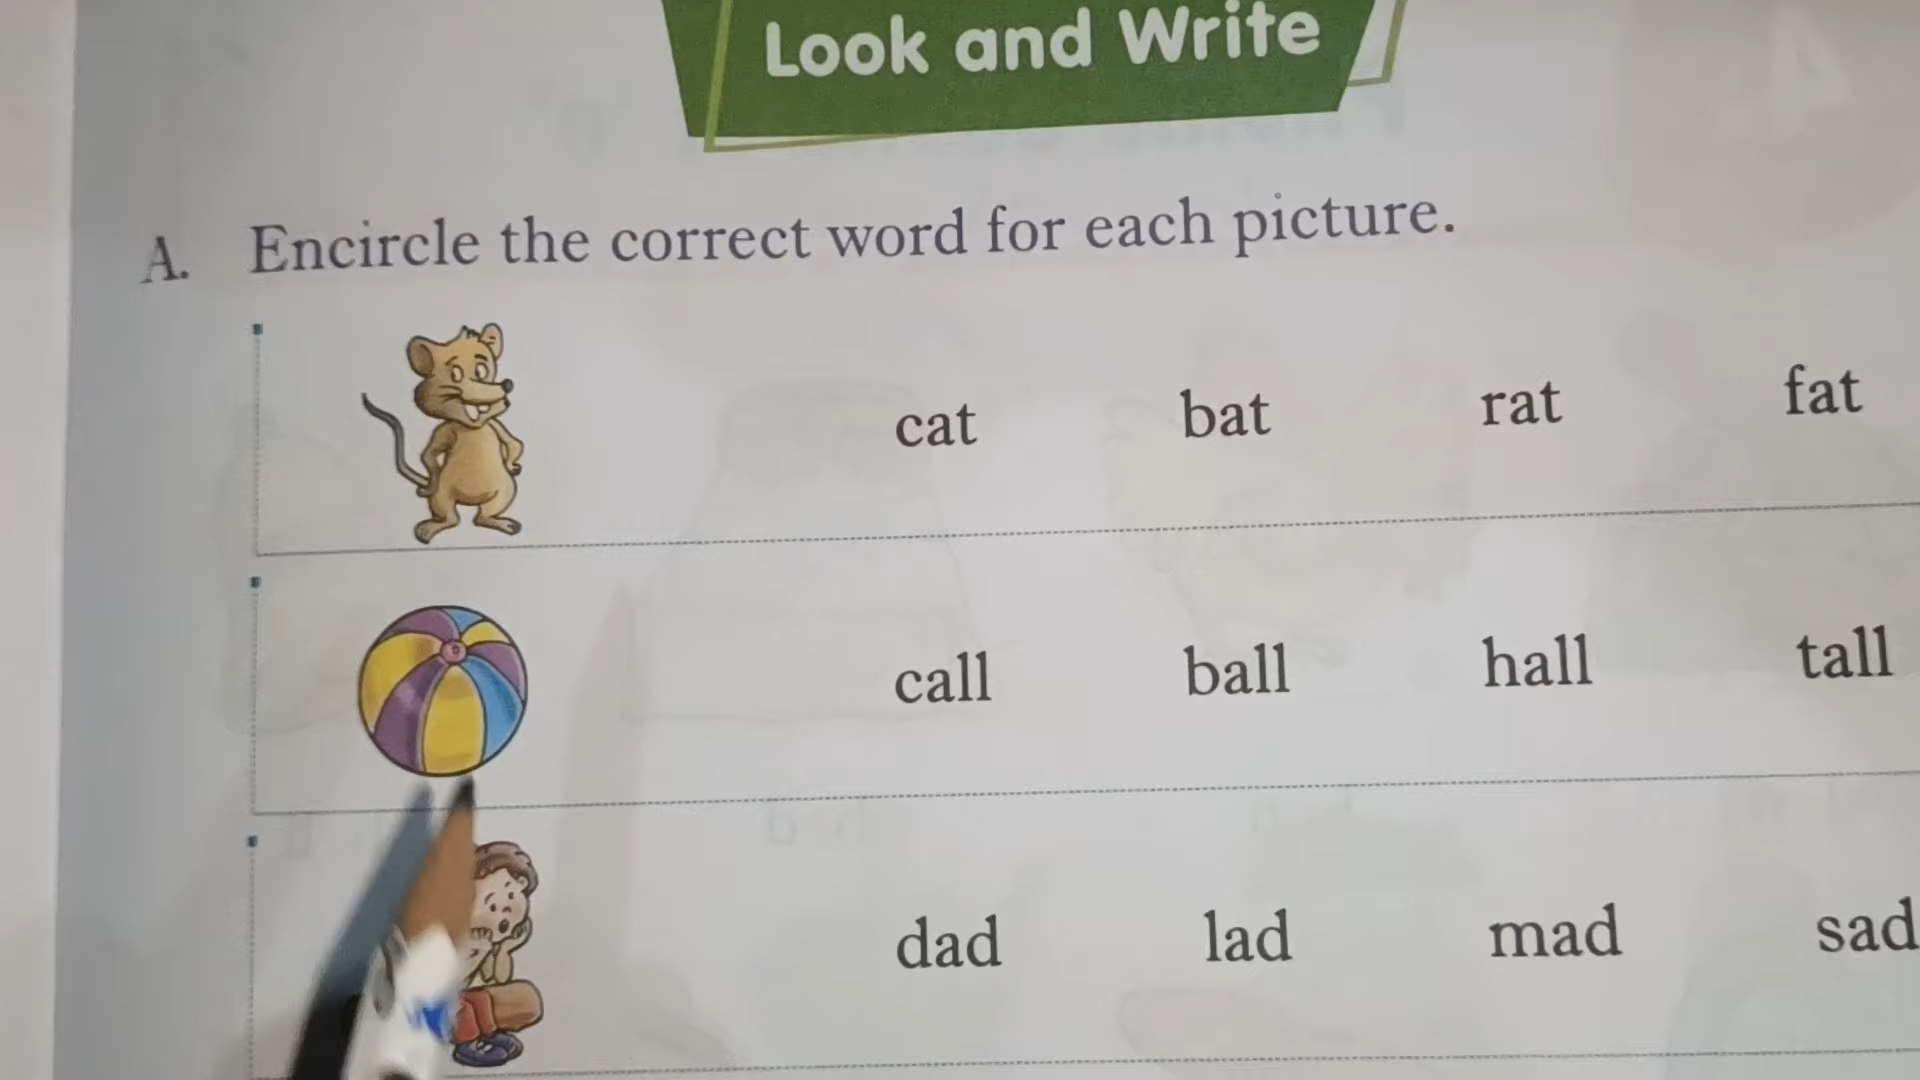 Look and Write
A. Encircle the correct word for each picture.
cat bat rat fat
call ball hall tall
dad lad mad sad